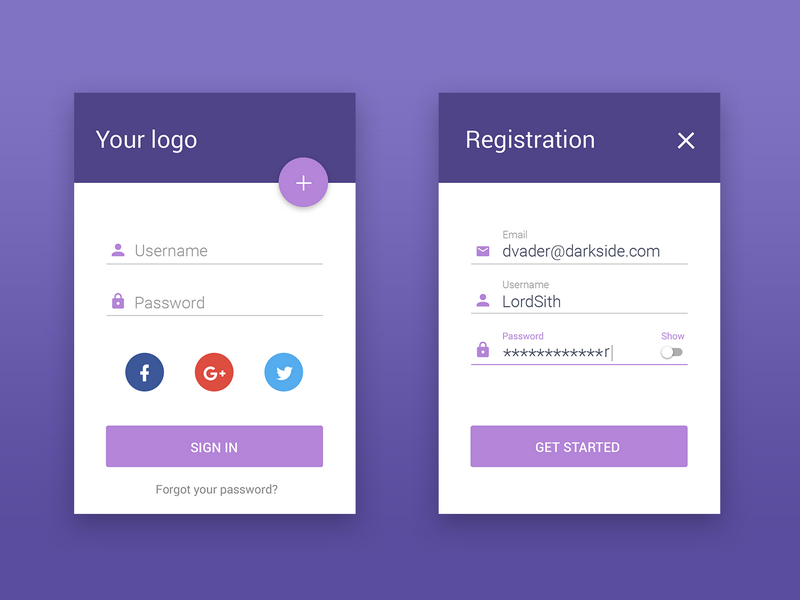 Your logo
Username
Password
G+
SIGN IN
Forgot your password?
Registration
Email
dvader@darkside.com
Username
LordSith
Password
Show
************r
GET STARTED